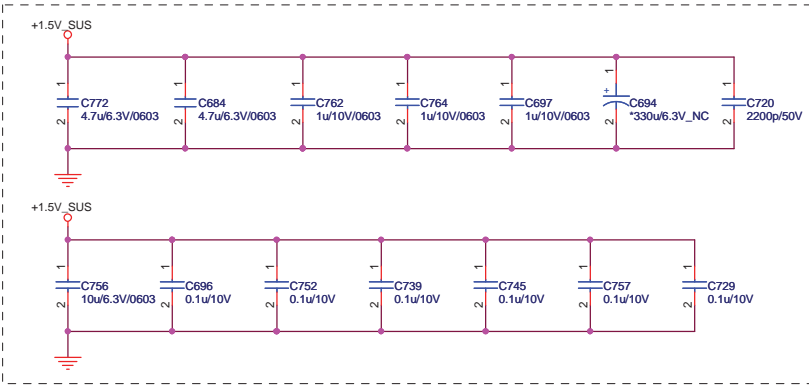 +1.5V_SUS
1 1 1 1 1 1 1
+
C772 C684 C762 C764 C697 C694 C720
4.7u/6.3V/0603 4.7u/6.3V/0603 1u/10V/0603 1u/10V/0603 1u/10V/0603 *330u/6.3V_NC 2200p/50V
2 2 2 2 2 2 2
+1.5V_SUS
1 1 1 1 1 1 1
C756 C696 C752 C739 C745 C757 C729
10u/6.3V/0603 0.1u/10V 0.1u/10V 0.1u/10V 0.1u/10V 0.1u/10V 0.1u/10V
2 2 2 2 2 2 2